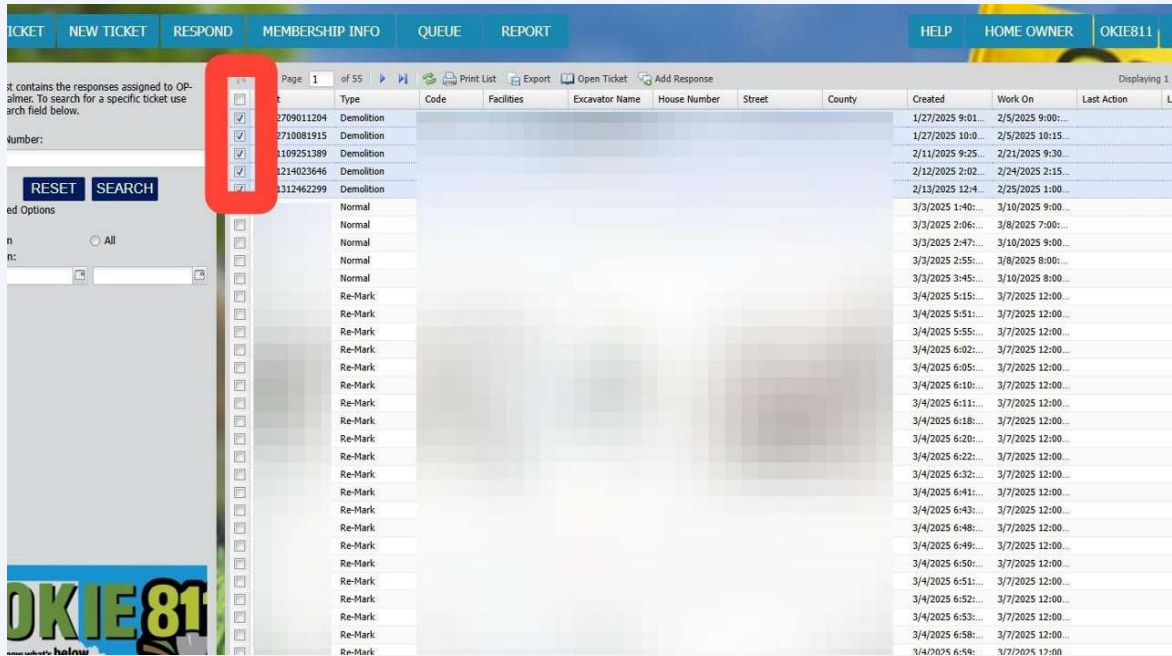 ICKET NEW TICKET RESPOND MEMBERSHIP INFO QUEUE REPORT HELP HOME OWNER OKIE811
st contains the responses assigned to OP-
almer. To search for a specific ticket use
arch field below.
Number:
RESET SEARCH
ed Options
n All
n:
Page 1 of 55 Print List Export Open Ticket Add Response Displaying 1
t Type Code Facilities Excavator Name House Number Street County Created Work On Last Action L
2709011204 Demolition 1/27/2025 9:01... 2/5/2025 9:00:...
2710081915 Demolition 1/27/2025 10:0... 2/5/2025 10:15...
1109251389 Demolition 2/11/2025 9:25... 2/21/2025 9:30...
1214023646 Demolition 2/12/2025 2:02... 2/24/2025 2:15...
1312462299 Demolition 2/13/2025 12:4... 2/25/2025 1:00...
Normal 3/3/2025 1:40:... 3/10/2025 9:00...
Normal 3/3/2025 2:06:... 3/8/2025 7:00:...
Normal 3/3/2025 2:47:... 3/10/2025 9:00...
Normal 3/3/2025 2:55:... 3/8/2025 8:00:...
Normal 3/3/2025 3:45:... 3/10/2025 8:00...
Re-Mark 3/4/2025 5:15:... 3/7/2025 12:00...
Re-Mark 3/4/2025 5:51:... 3/7/2025 12:00...
Re-Mark 3/4/2025 5:55:... 3/7/2025 12:00...
Re-Mark 3/4/2025 6:02:... 3/7/2025 12:00...
Re-Mark 3/4/2025 6:05:... 3/7/2025 12:00...
Re-Mark 3/4/2025 6:10:... 3/7/2025 12:00...
Re-Mark 3/4/2025 6:11:... 3/7/2025 12:00...
Re-Mark 3/4/2025 6:18:... 3/7/2025 12:00...
Re-Mark 3/4/2025 6:20:... 3/7/2025 12:00...
Re-Mark 3/4/2025 6:22:... 3/7/2025 12:00...
Re-Mark 3/4/2025 6:32:... 3/7/2025 12:00...
Re-Mark 3/4/2025 6:41:... 3/7/2025 12:00...
Re-Mark 3/4/2025 6:43:... 3/7/2025 12:00...
Re-Mark 3/4/2025 6:48:... 3/7/2025 12:00...
Re-Mark 3/4/2025 6:49:... 3/7/2025 12:00...
Re-Mark 3/4/2025 6:50:... 3/7/2025 12:00...
Re-Mark 3/4/2025 6:51:... 3/7/2025 12:00...
Re-Mark 3/4/2025 6:52:... 3/7/2025 12:00...
Re-Mark 3/4/2025 6:53:... 3/7/2025 12:00...
Re-Mark 3/4/2025 6:58:... 3/7/2025 12:00...
Re-Mark 3/4/2025 6:59:... 3/7/2025 12:00...
OKIE811
now what's below